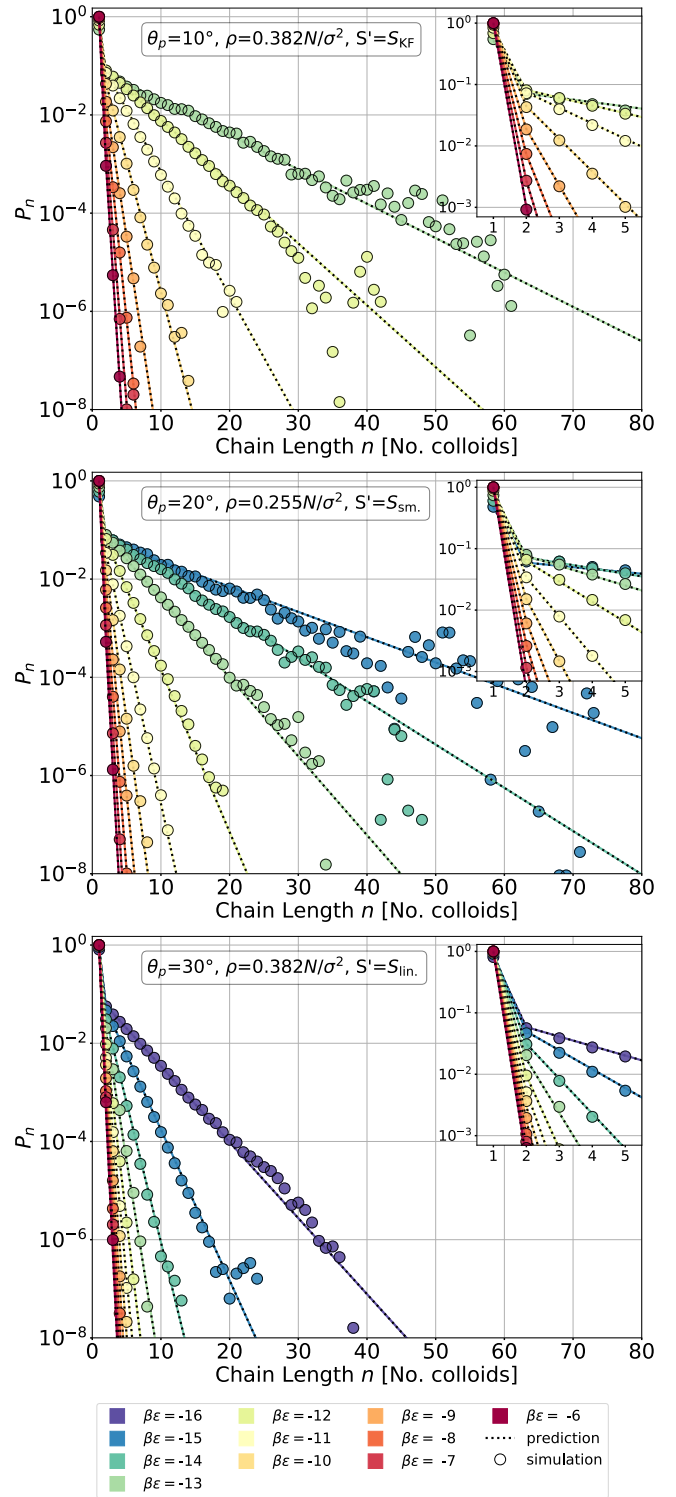 θp=10°, ρ=0.382N/σ², S'=SKF
10⁰
10⁻²
10⁻⁴
10⁻⁶
10⁻⁸
Pn
0 10 20 30 40 50 60 70 80
Chain Length n [No. colloids]
10⁰
10⁻¹
10⁻²
10⁻³
1 2 3 4 5
θp=20°, ρ=0.255N/σ², S'=Ssm.
10⁰
10⁻²
10⁻⁴
10⁻⁶
10⁻⁸
Pn
0 10 20 30 40 50 60 70 80
Chain Length n [No. colloids]
10⁰
10⁻¹
10⁻²
10⁻³
1 2 3 4 5
θp=30°, ρ=0.382N/σ², S'=Slin.
10⁰
10⁻²
10⁻⁴
10⁻⁶
10⁻⁸
Pn
0 10 20 30 40 50 60 70 80
Chain Length n [No. colloids]
10⁰
10⁻¹
10⁻²
10⁻³
1 2 3 4 5
βε= -16 βε= -12 βε= -9 βε= -6
βε= -15 βε= -11 βε= -8 prediction
βε= -14 βε= -10 βε= -7 simulation
βε= -13